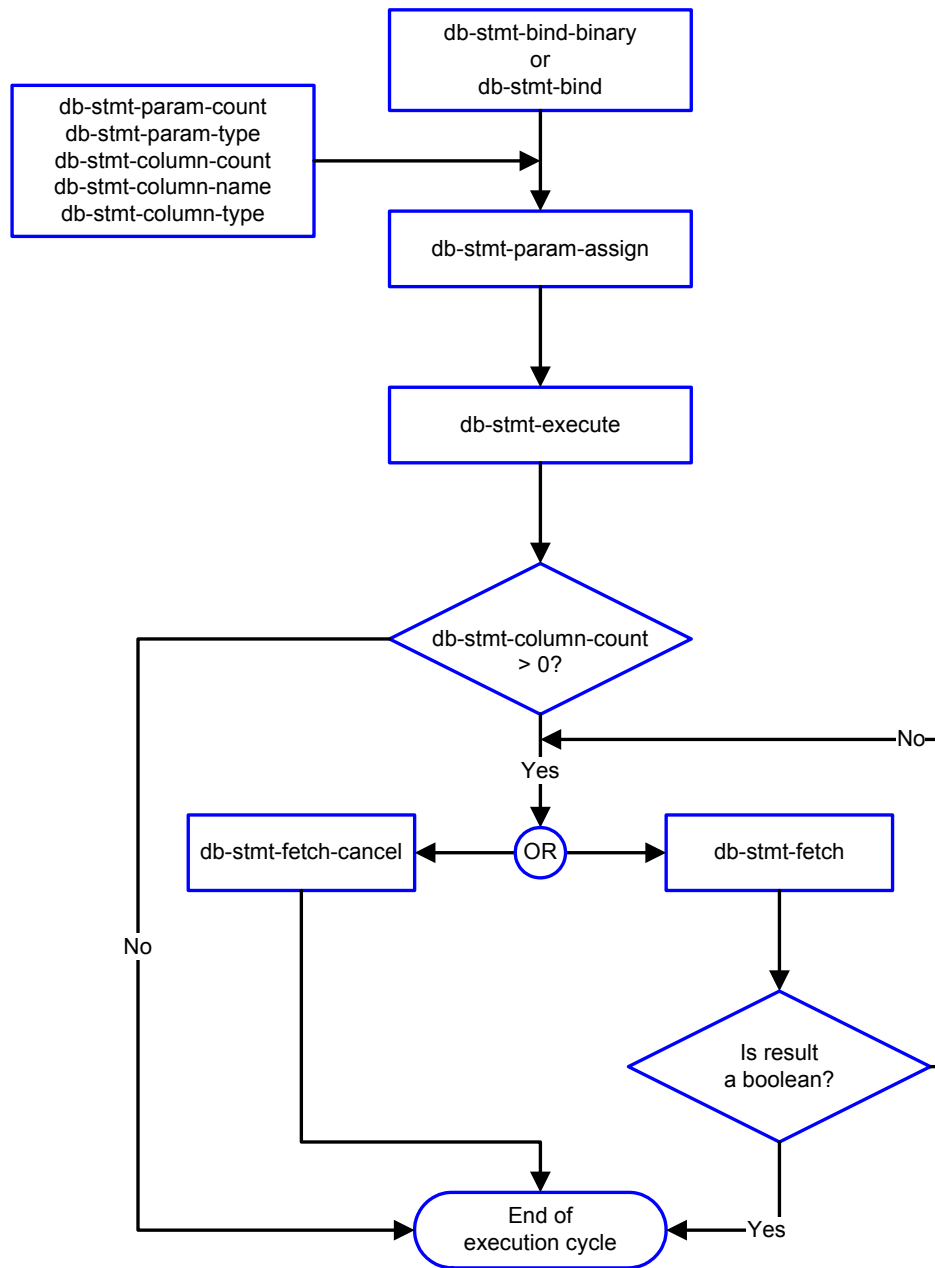 db-stmt-bind-binary
or
db-stmt-bind
db-stmt-param-count
db-stmt-param-type
db-stmt-column-count
db-stmt-column-name
db-stmt-column-type
db-stmt-param-assign
db-stmt-execute
db-stmt-column-count
> 0?
No
Yes
db-stmt-fetch-cancel
OR
db-stmt-fetch
No
Is result
a boolean?
End of
execution cycle
Yes